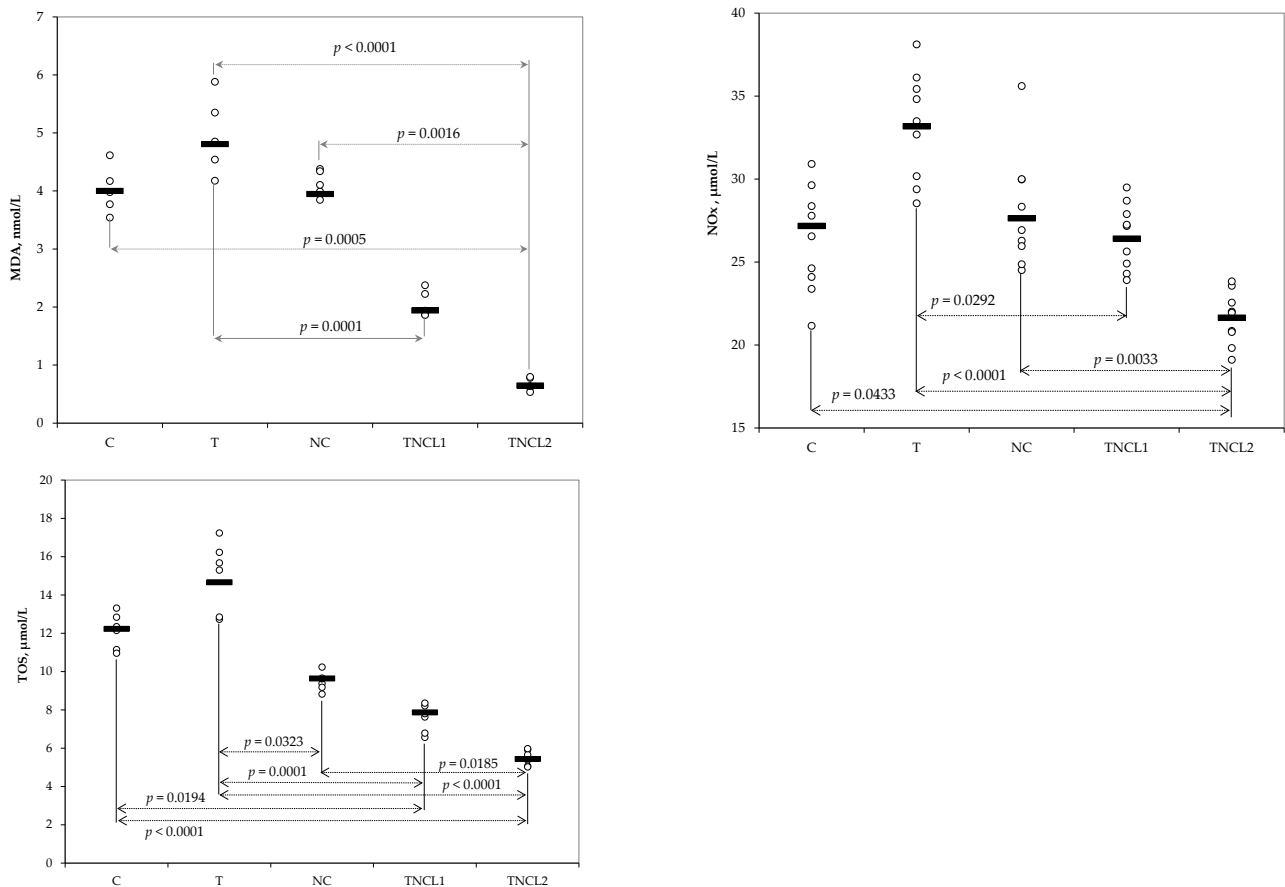 7
6
5
4
3
2
1
0
MDA, nmol/L
p < 0.0001
p = 0.0016
p = 0.0005
p = 0.0001
C T NC TNCL1 TNCL2
40
35
30
25
20
15
NOx , µmol/L
p = 0.0292
p = 0.0033
p < 0.0001
p = 0.0433
C T NC TNCL1 TNCL2
20
18
16
14
12
10
8
6
4
2
0
TOS, µmol/L
p = 0.0323
p = 0.0185
p = 0.0001
p < 0.0001
p = 0.0194
p < 0.0001
C T NC TNCL1 TNCL2